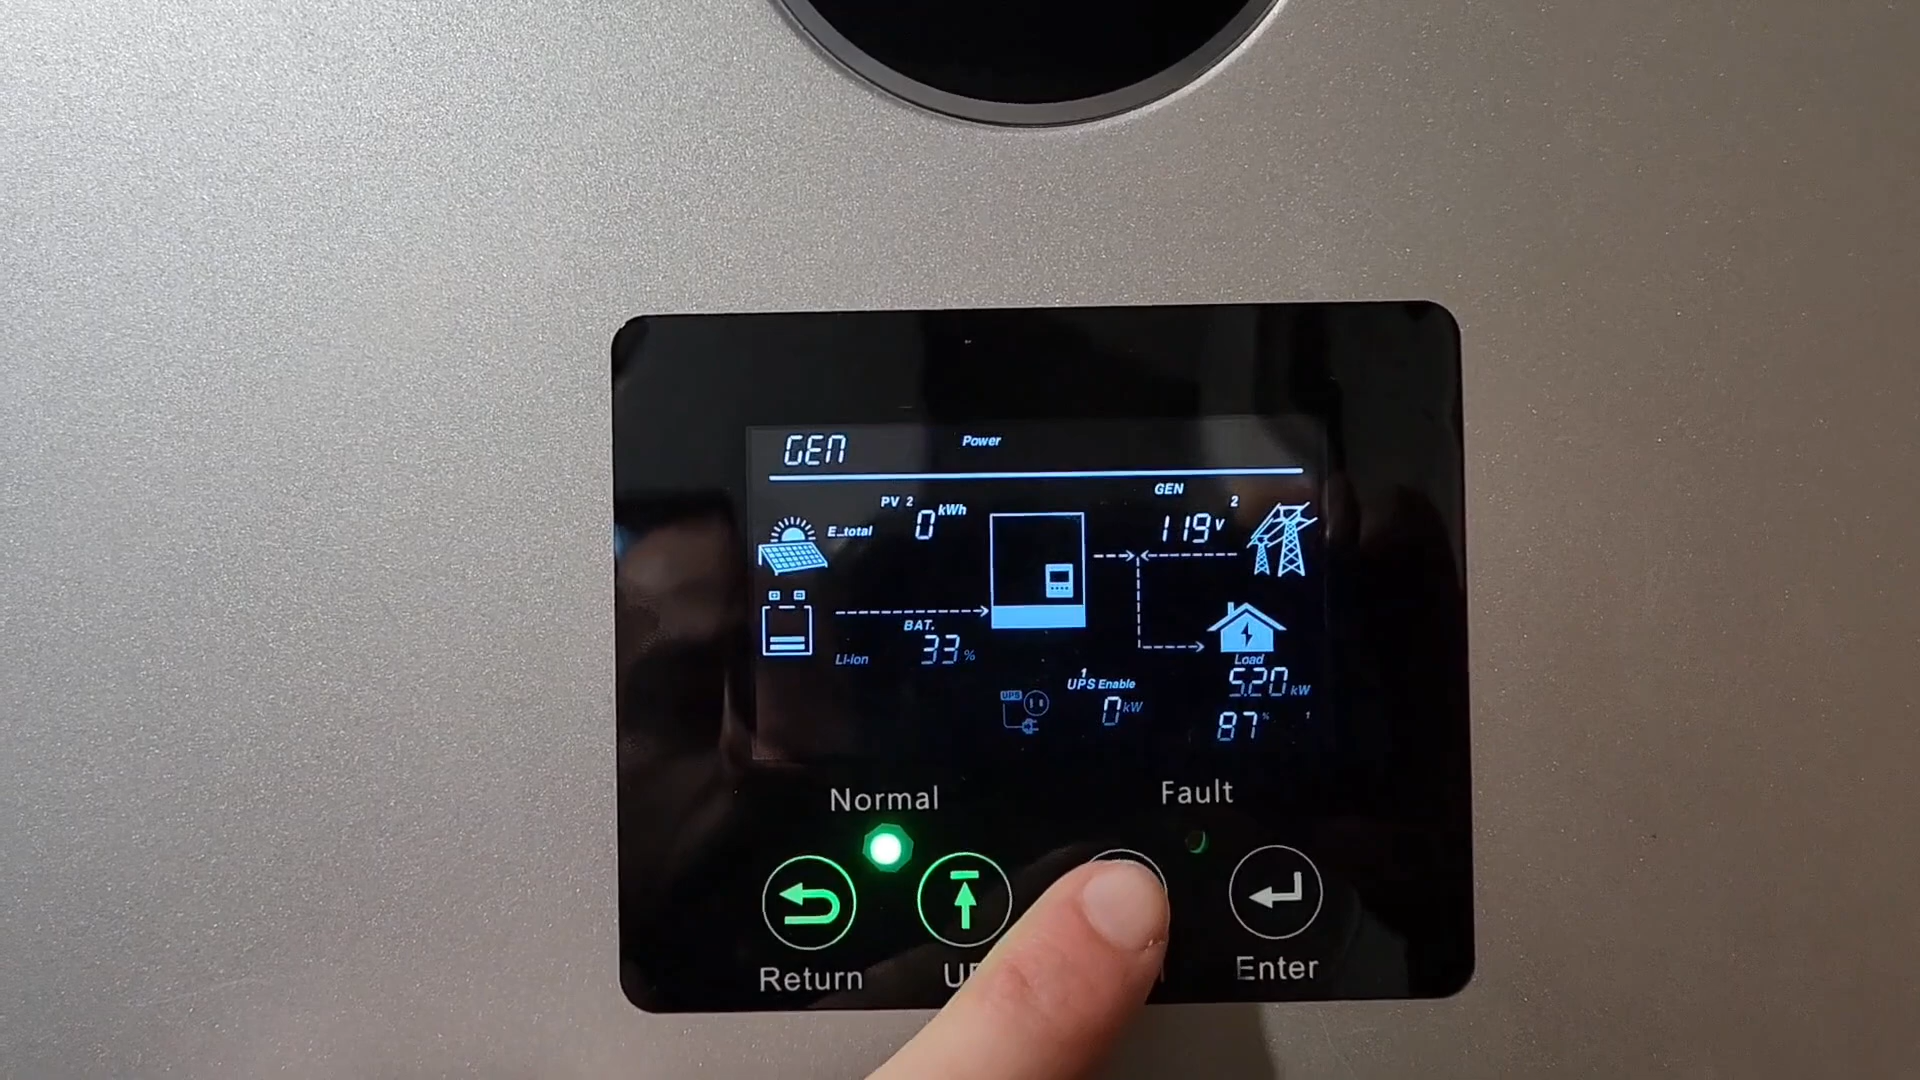 GEN Power
PV 2 GEN 2
E_total 0 kWh 119 V
BAT.
Li-ion 33 %
Load
UPS 1 UPS Enable 5.20 kW
0 kW
87 % 1
Normal Fault
Return Enter